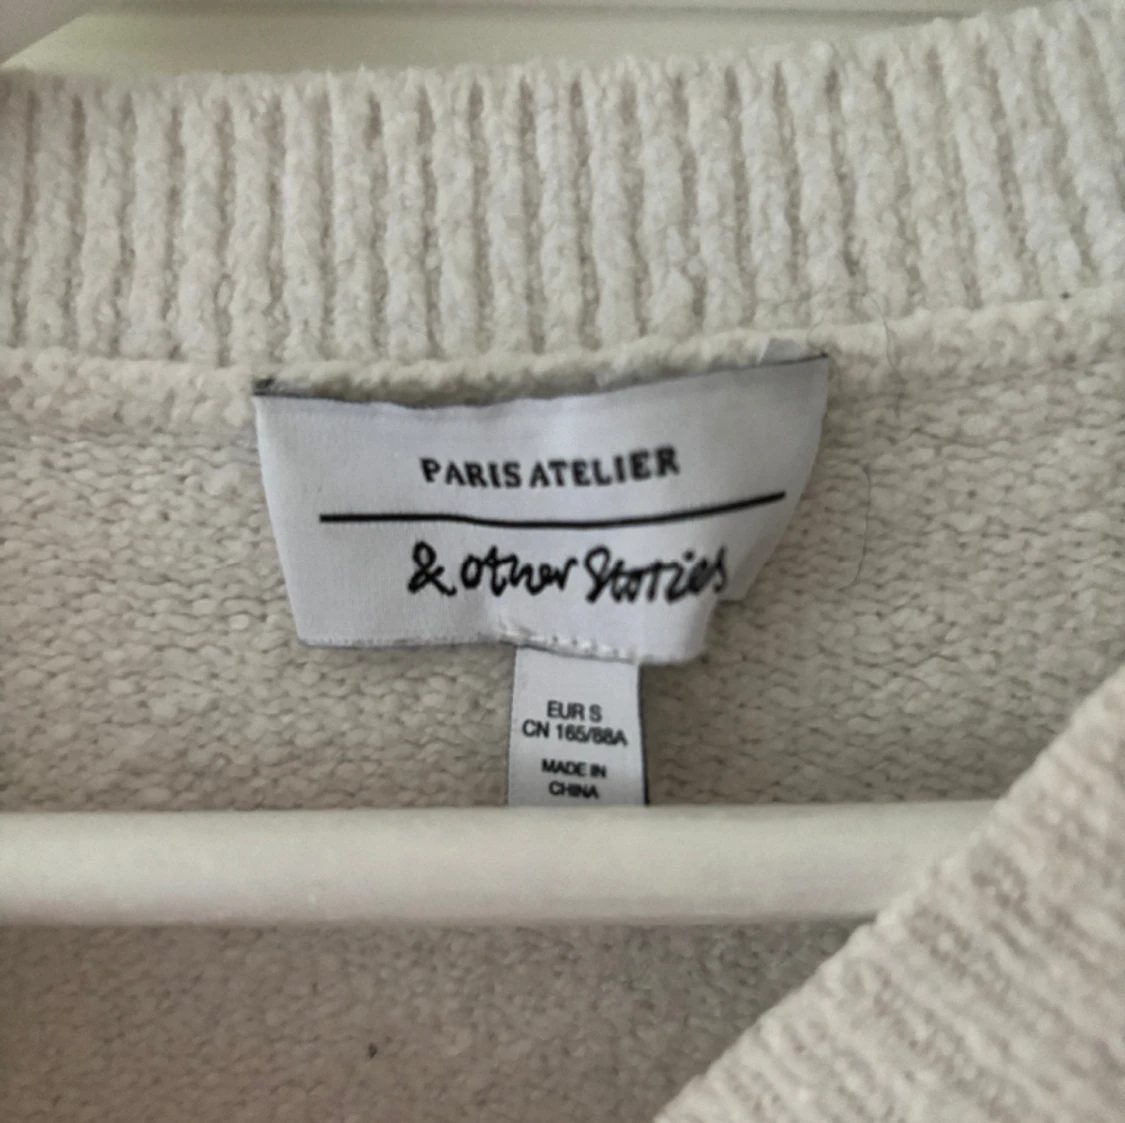 PARIS ATELIER
& other Stories
EUR S
CN 165/88A
MADE IN
CHINA